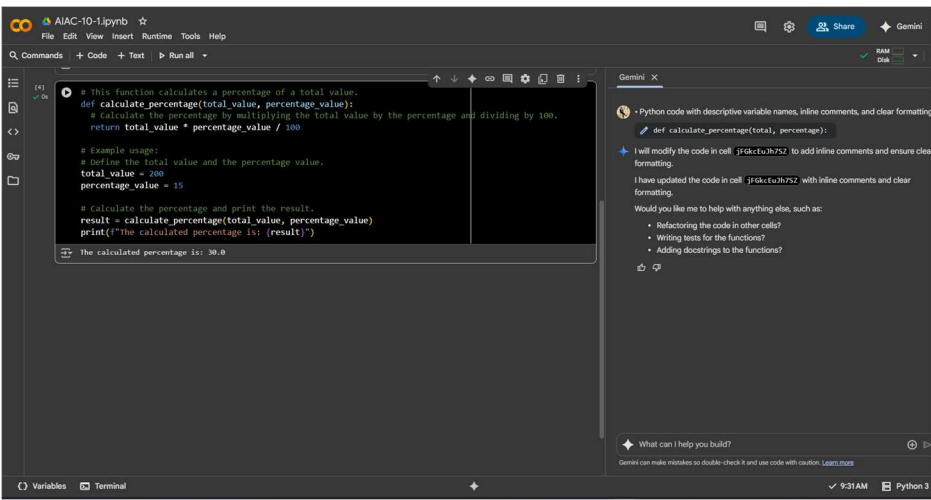 CO AIAC-10-1.ipynb
File Edit View Insert Runtime Tools Help
Share
Gemini
Commands + Code + Text Run all
RAM
Disk
[4]
0s
# This function calculates a percentage of a total value.
def calculate_percentage(total_value, percentage_value):
# Calculate the percentage by multiplying the total value by the percentage and dividing by 100.
return total_value * percentage_value / 100
# Example usage:
# Define the total value and the percentage value.
total_value = 200
percentage_value = 15
# Calculate the percentage and print the result.
result = calculate_percentage(total_value, percentage_value)
print(f"The calculated percentage is: {result}")
The calculated percentage is: 30.0
Gemini X
• Python code with descriptive variable names, inline comments, and clear formatting
def calculate_percentage(total, percentage):
I will modify the code in cell jFGkcEuJh7SZ to add inline comments and ensure clea
formatting.
I have updated the code in cell jFGkcEuJh7SZ with inline comments and clear
formatting.
Would you like me to help with anything else, such as:
• Refactoring the code in other cells?
• Writing tests for the functions?
• Adding docstrings to the functions?
What can I help you build?
Gemini can make mistakes so double-check it and use code with caution. Learn more
Variables Terminal
9:31 AM Python 3